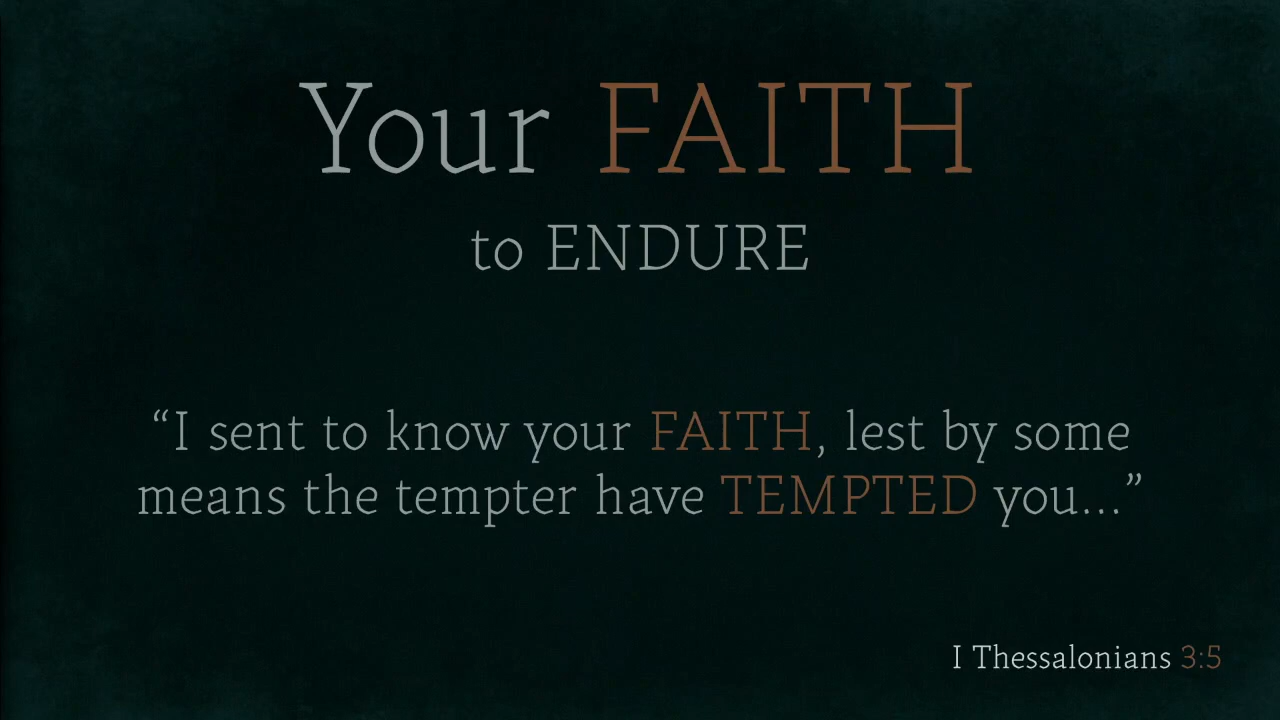 Your FAITH
to ENDURE
“I sent to know your FAITH, lest by some
means the tempter have TEMPTED you...”
I Thessalonians 3:5